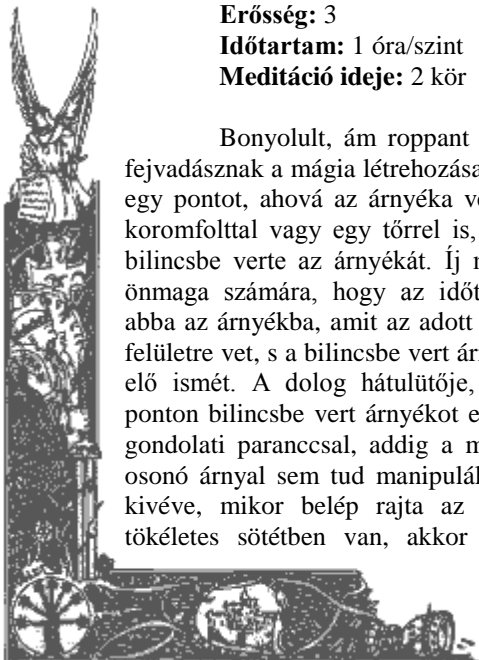 Erősség: 3
Időtartam: 1 óra/szint
Meditáció ideje: 2 kör
Bonyolult, ám roppant
fejvadásznak a mágia létrehozása
egy pontot, ahová az árnyéka ve
koromfolttal vagy egy tőrrel is,
bilincsbe verte az árnyékát. Íj m
önmaga számára, hogy az időt
abba az árnyékba, amit az adott
felületre vet, s a bilincsbe vert árn
elő ismét. A dolog hátulütője,
ponton bilincsbe vert árnyékot e
gondolati paranccsal, addig a m
osonó árnyal sem tud manipulál
kivéve, mikor belép rajta az
tökéletes sötétben van, akkor